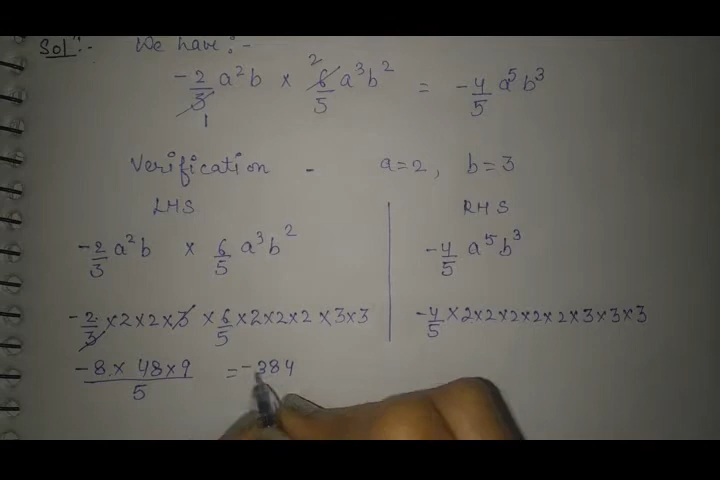 Sol":- We have:-
-2/3 a²b × 6/5 a³b² = -4/5 a⁵b³
2
1
Verification - a=2, b=3
LHS RHS
-2/3 a²b × 6/5 a³b² -4/5 a⁵b³
-2/3 ×2×2×3 × 6/5 ×2×2×2 ×3×3 -4/5 ×2×2×2×2×2×3×3×3
-8 × 48×9/5 = -384